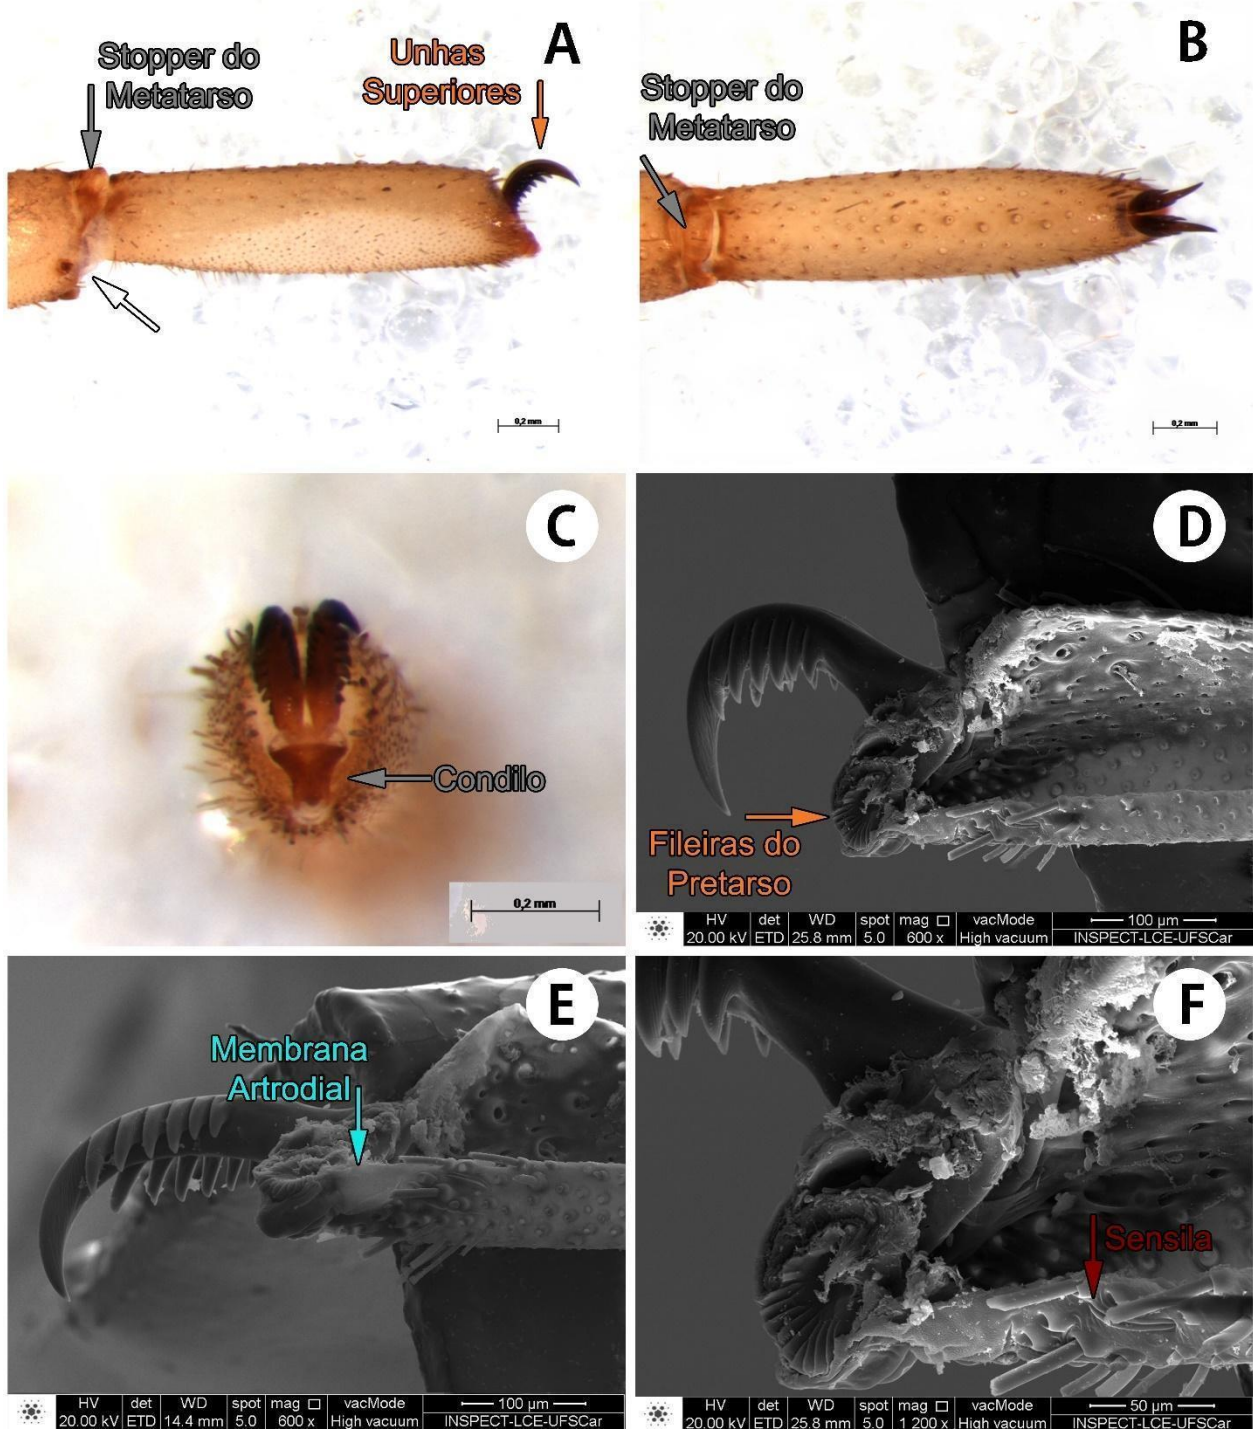 A
Stopper do
Metatarso
Unhas
Superiores
0,2 mm
B
Stopper do
Metatarso
0,2 mm
C
Condilo
0,2 mm
D
Fileiras do
Pretarso
HV det WD spot mag □ vacMode 100 µm
20.00 kV ETD 25.8 mm 5.0 600 x High vacuum INSPECT-LCE-UFSCar
E
Membrana
Artrodial
HV det WD spot mag □ vacMode 100 µm
20.00 kV ETD 14.4 mm 5.0 600 x High vacuum INSPECT-LCE-UFSCar
F
Sensila
HV det WD spot mag □ vacMode 50 µm
20.00 kV ETD 25.8 mm 5.0 1 200 x High vacuum INSPECT-LCE-UFSCar